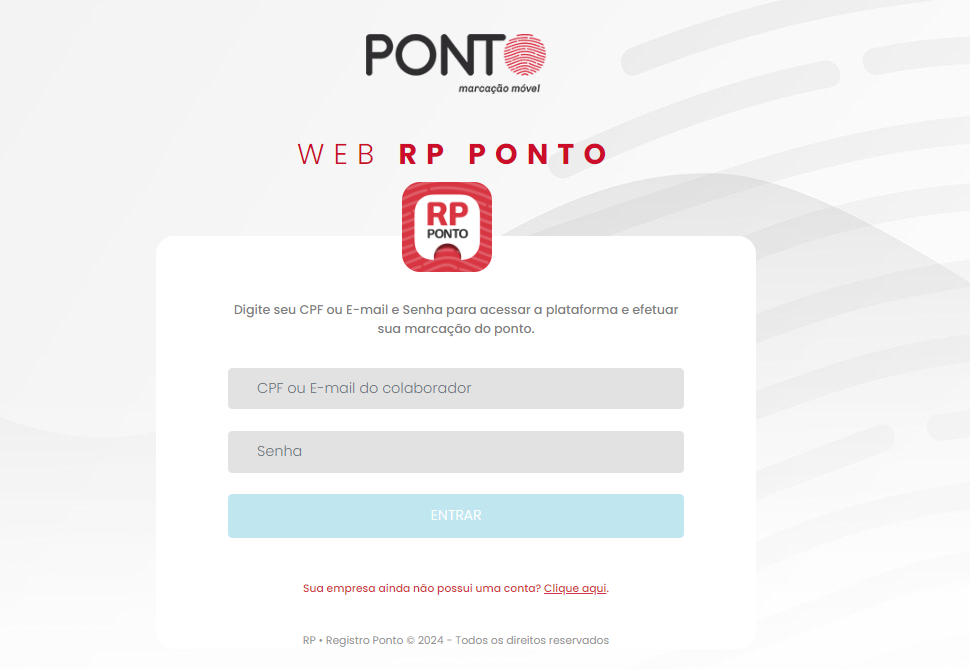 PONTO
marcação móvel
WEB RP PONTO
RP
PONTO
Digite seu CPF ou E-mail e Senha para acessar a plataforma e efetuar
sua marcação do ponto.
CPF ou E-mail do colaborador
Senha
ENTRAR
Sua empresa ainda não possui uma conta? Clique aqui.
RP • Registro Ponto © 2024 - Todos os direitos reservados